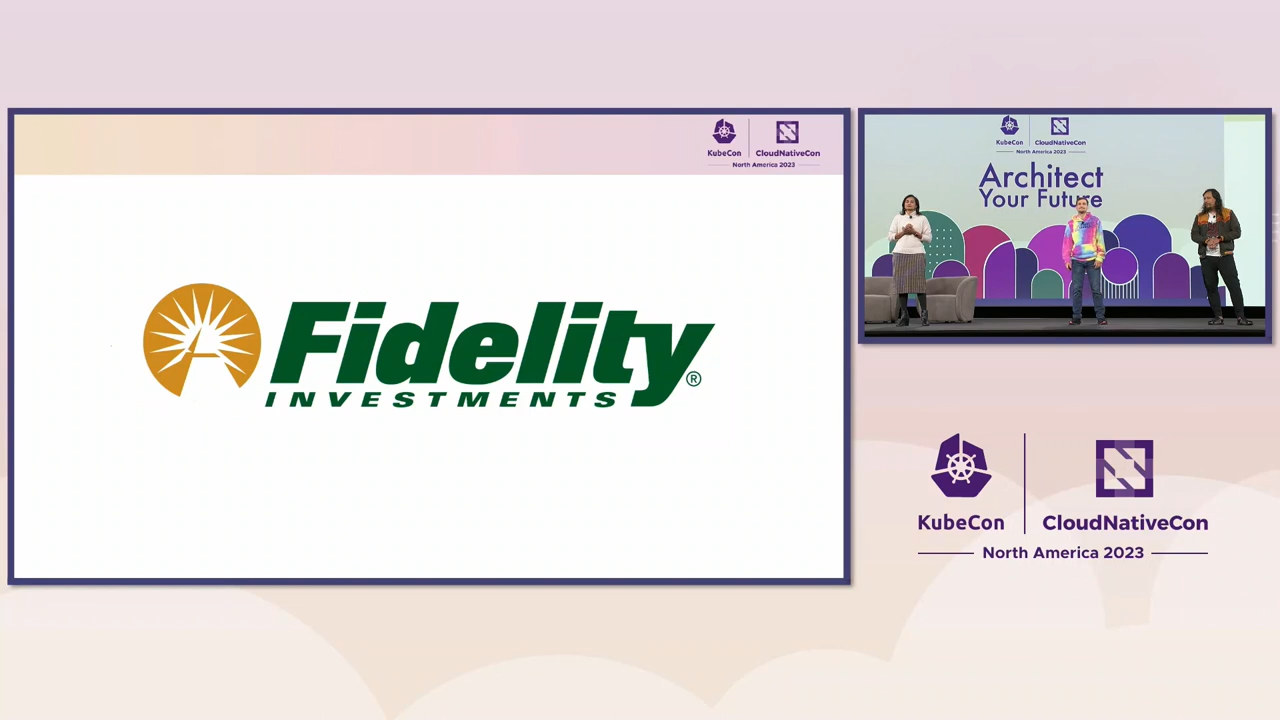 KubeCon
CloudNativeCon
North America 2023
Fidelity
INVESTMENTS
®
KubeCon
CloudNativeCon
North America 2023
Architect
Your Future
KubeCon
CloudNativeCon
North America 2023